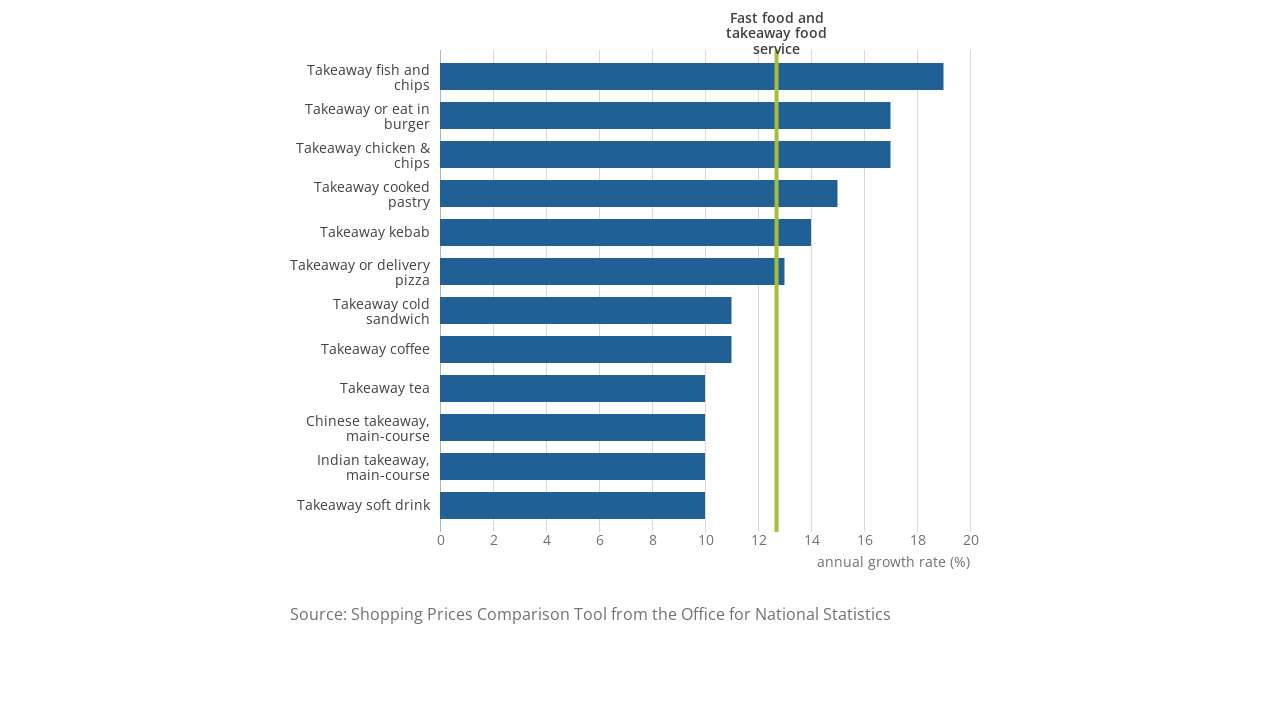 Fast food and
takeaway food
service
Takeaway fish and
chips
Takeaway or eat in
burger
Takeaway chicken &
chips
Takeaway cooked
pastry
Takeaway kebab
Takeaway or delivery
pizza
Takeaway cold
sandwich
Takeaway coffee
Takeaway tea
Chinese takeaway,
main-course
Indian takeaway,
main-course
Takeaway soft drink
0 2 4 6 8 10 12 14 16 18 20
annual growth rate (%)
Source: Shopping Prices Comparison Tool from the Office for National Statistics